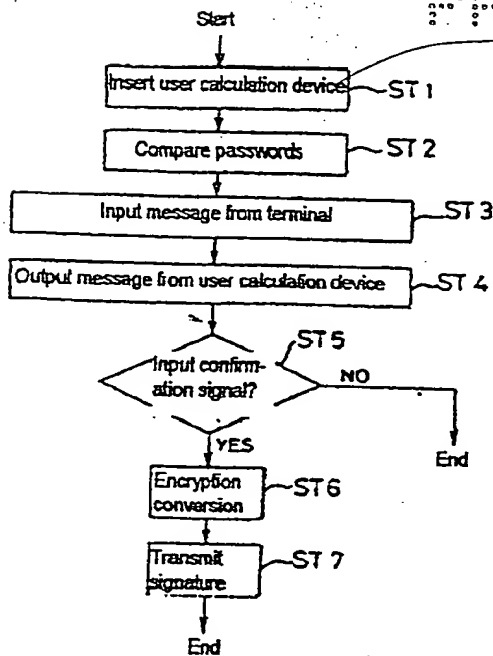 Start
Insert user calculation device
ST 1
Compare passwords
ST 2
Input message from terminal
ST 3
Output message from user calculation device
ST 4
Input confirm-
ation signal?
ST 5
NO
YES
End
Encryption
conversion
ST 6
Transmit
signature
ST 7
End